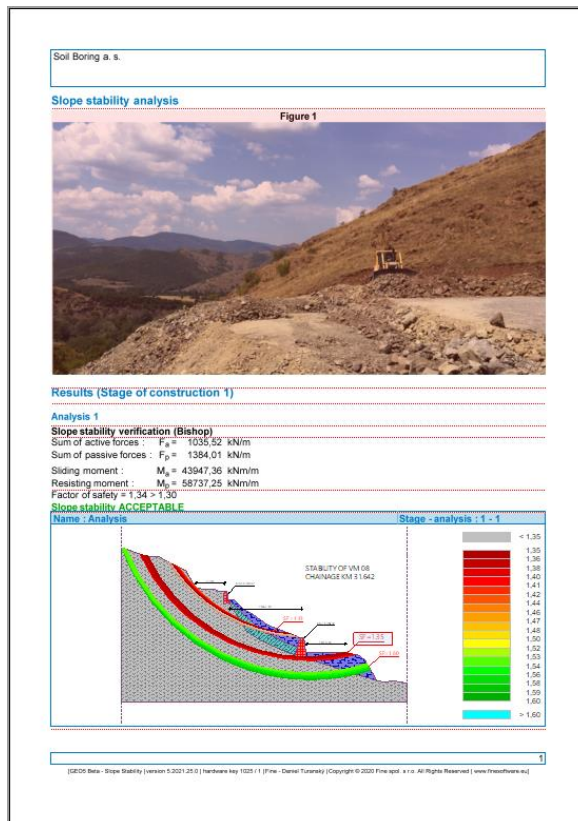 Soil Boring a. s.
Slope stability analysis
Figure 1
Results (Stage of construction 1)
Analysis 1
Slope stability verification (Bishop)
Sum of active forces : Fa = 1035,52 kN/m
Sum of passive forces : Fp = 1384,01 kN/m
Sliding moment : Ma = 43947,36 kNm/m
Resisting moment : Mp = 58737,25 kNm/m
Factor of safety = 1,34 > 1,30
Slope stability ACCEPTABLE
Name : Analysis Stage - analysis : 1 - 1
STABILITY OF VM 08
CHAINAGE KM 31.642
SF=1.35
SF=1.60
< 1,35
1,35
1,36
1,38
1,40
1,41
1,42
1,44
1,46
1,47
1,48
1,50
1,52
1,53
1,54
1,56
1,58
1,59
1,60
> 1,60
1
[GEO5 Beta - Slope Stability | version 5.2021.25.0 | hardware key 1025 / 1 | Fine - Daniel Turanský | Copyright © 2020 Fine spol. s r.o. All Rights Reserved | www.finesoftware.eu]